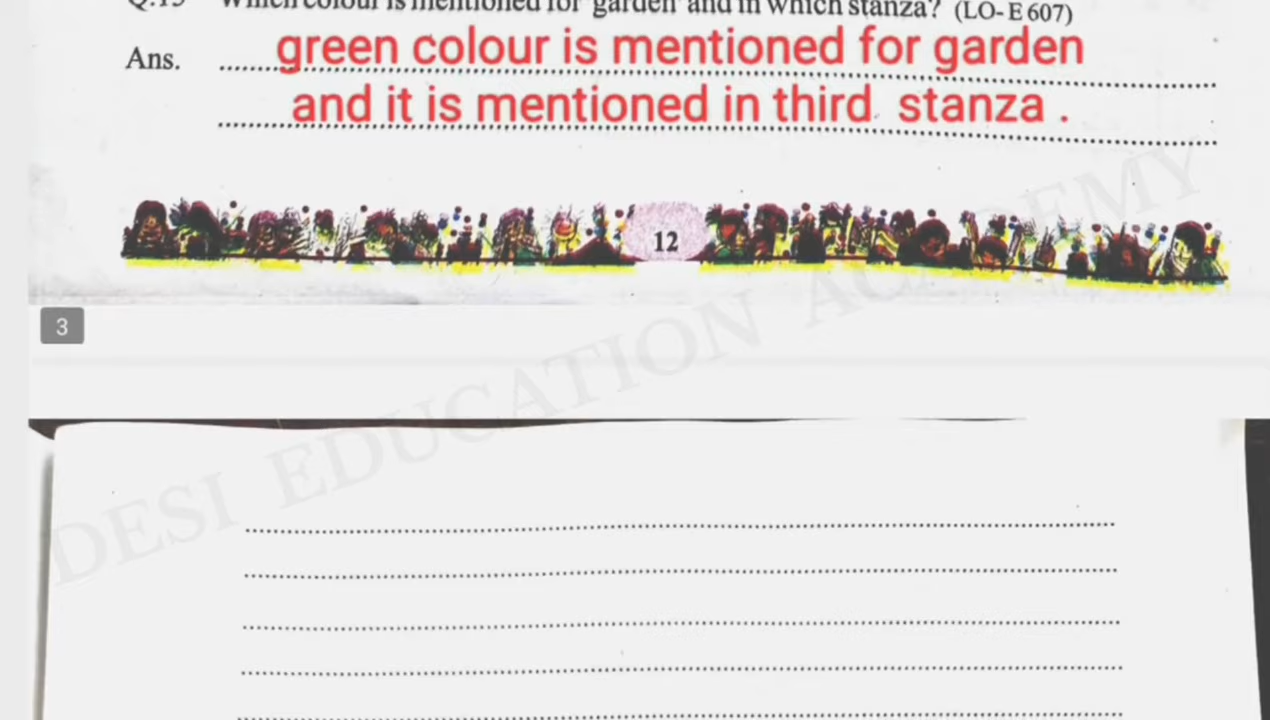 Q.15 Which colour is mentioned for 'garden' and in which stanza? (LO-E 607)
Ans. green colour is mentioned for garden
and it is mentioned in third stanza .
12
3
DESI EDUCATION ACADEMY